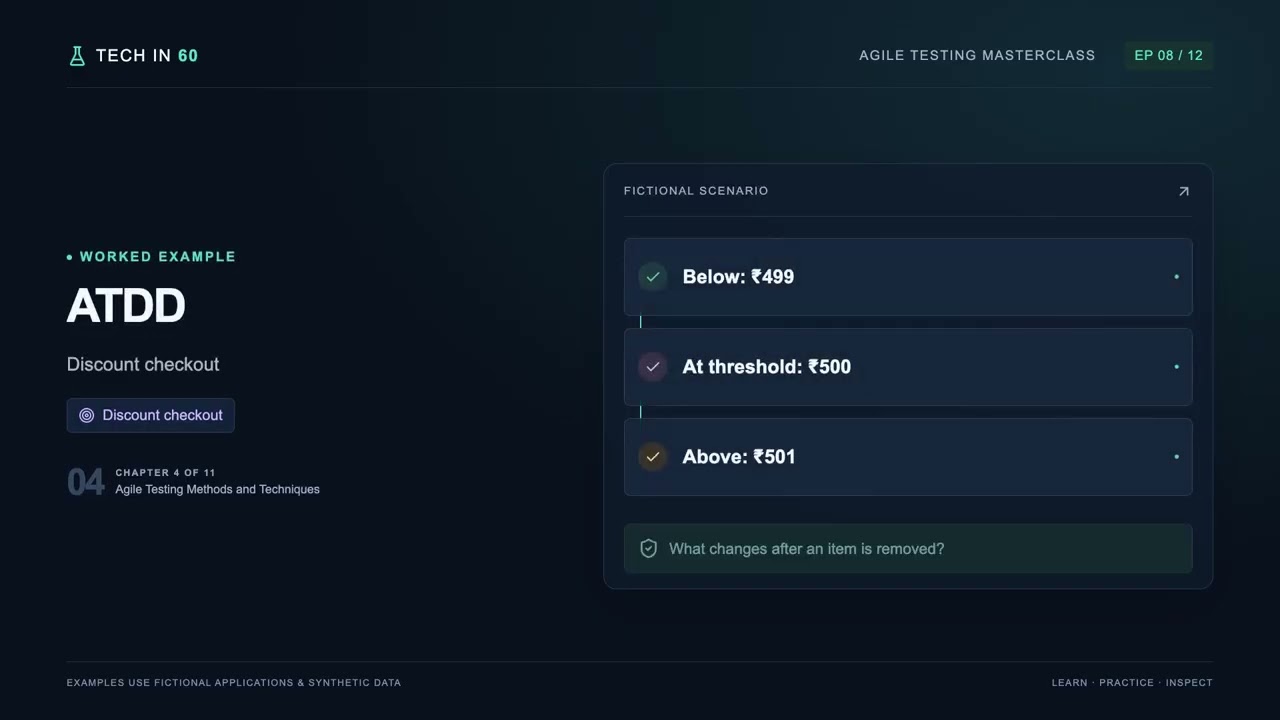 TECH IN 60
AGILE TESTING MASTERCLASS
EP 08 / 12
WORKED EXAMPLE
ATDD
Discount checkout
Discount checkout
04
CHAPTER 4 OF 11
Agile Testing Methods and Techniques
FICTIONAL SCENARIO
Below: ₹499
At threshold: ₹500
Above: ₹501
What changes after an item is removed?
EXAMPLES USE FICTIONAL APPLICATIONS & SYNTHETIC DATA
LEARN · PRACTICE · INSPECT